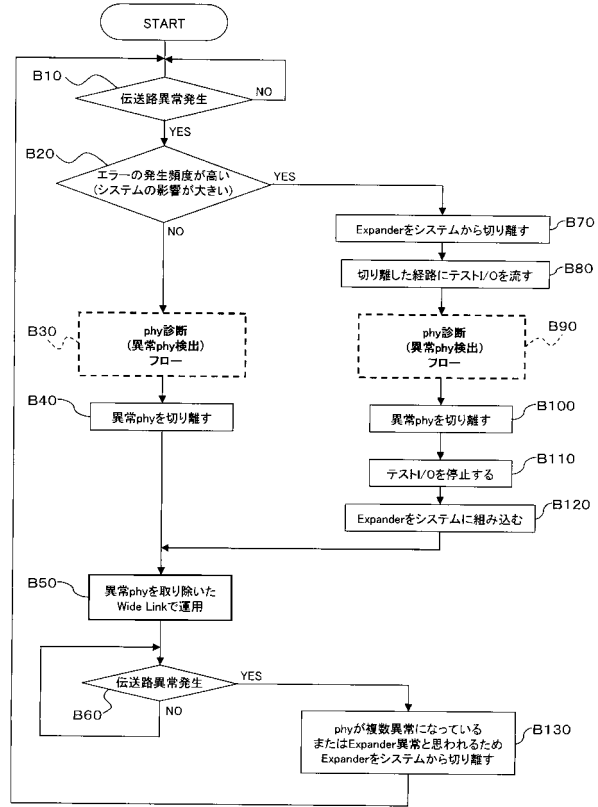 START
B10
伝送路異常発生
NO
YES
B20
エラーの発生頻度が高い
(システムの影響が大きい)
YES
NO
Expanderをシステムから切り離す
B70
切り離した経路にテストI/Oを流す
B80
B30
phy診断
(異常phy検出)
フロー
phy診断
(異常phy検出)
フロー
B90
B40
異常phyを切り離す
異常phyを切り離す
B100
テストI/Oを停止する
B110
Expanderをシステムに組み込む
B120
B50
異常phyを取り除いた
Wide Linkで運用
伝送路異常発生
YES
B60
NO
phyが複数異常になっている
またはExpander異常と思われるため
Expanderをシステムから切り離す
B130